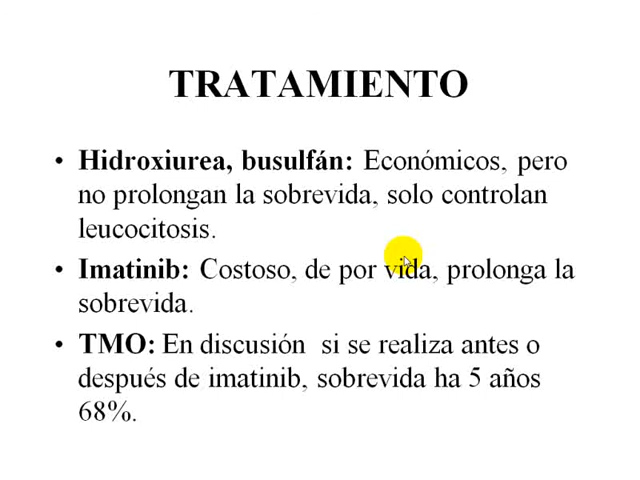 TRATAMIENTO
• Hidroxiurea, busulfán: Económicos, pero
no prolongan la sobrevida, solo controlan
leucocitosis.
• Imatinib: Costoso, de por vida, prolonga la
sobrevida.
• TMO: En discusión si se realiza antes o
después de imatinib, sobrevida ha 5 años
68%.